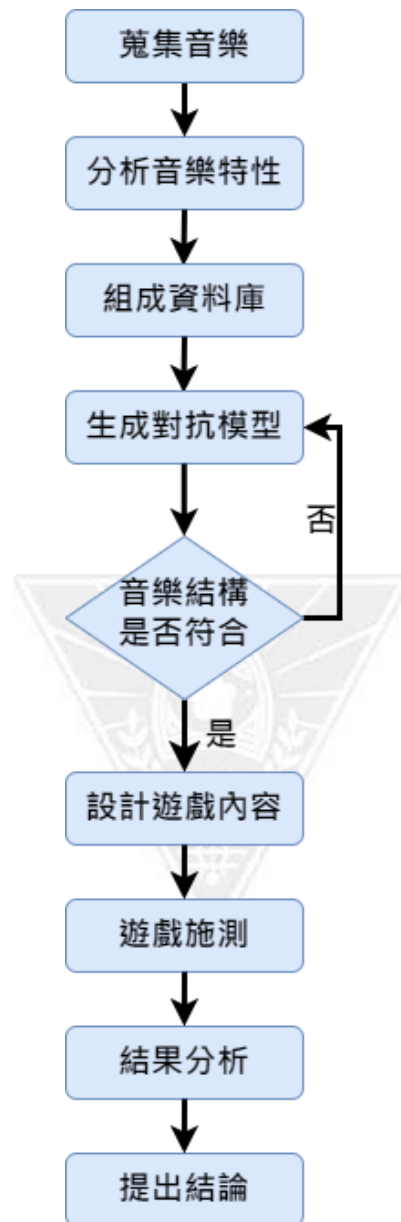 蒐集音樂
分析音樂特性
組成資料庫
生成對抗模型
否
音樂結構
是否符合
是
設計遊戲內容
遊戲施測
結果分析
提出結論